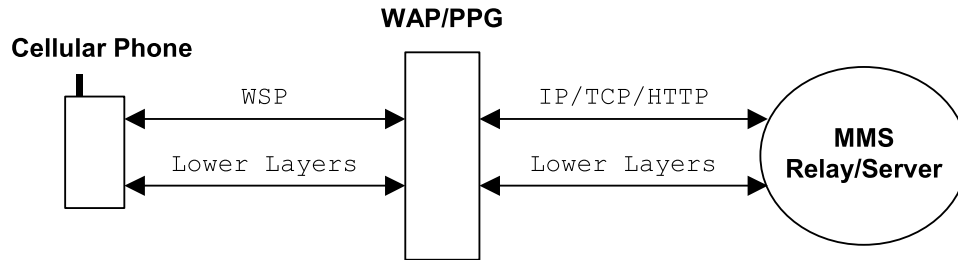 WAP/PPG
Cellular Phone
WSP
IP/TCP/HTTP
MMS
Relay/Server
Lower Layers
Lower Layers